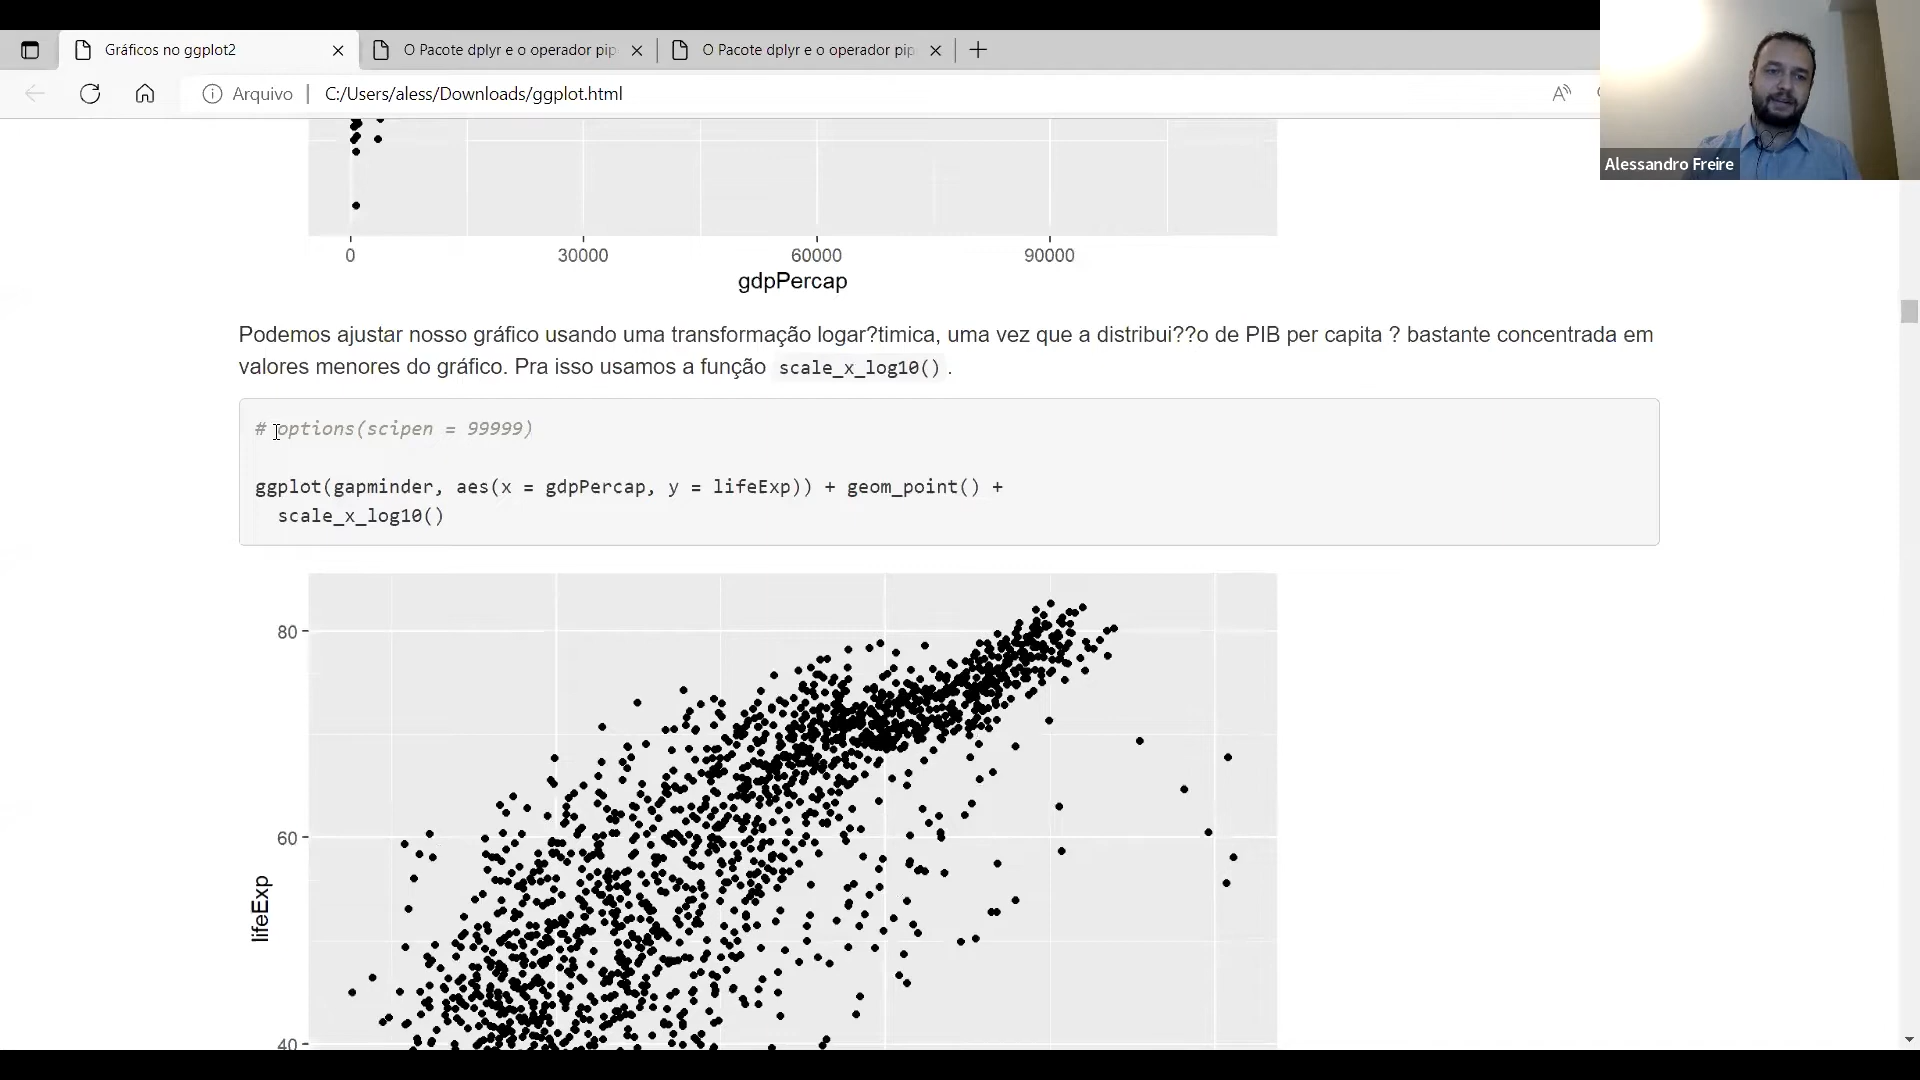 Gráficos no ggplot2
O Pacote dplyr e o operador pip
O Pacote dplyr e o operador pip
Arquivo
C:/Users/aless/Downloads/ggplot.html
Alessandro Freire
0 30000 60000 90000
gdpPercap
Podemos ajustar nosso gráfico usando uma transformação logar?timica, uma vez que a distribui??o de PIB per capita ? bastante concentrada em
valores menores do gráfico. Pra isso usamos a função scale_x_log10() .
# options(scipen = 99999)
ggplot(gapminder, aes(x = gdpPercap, y = lifeExp)) + geom_point() +
scale_x_log10()
80
60
lifeExp
40